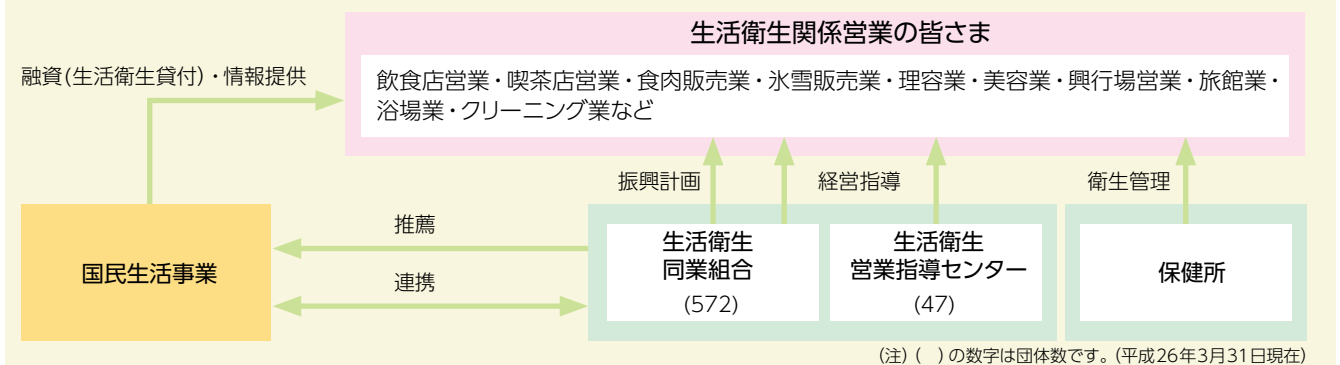 生活衛生関係営業の皆さま
融資(生活衛生貸付)・情報提供
飲食店営業・喫茶店営業・食肉販売業・氷雪販売業・理容業・美容業・興行場営業・旅館業・
浴場業・クリーニング業など
振興計画
経営指導
衛生管理
国民生活事業
推薦
連携
生活衛生
同業組合
(572)
生活衛生
営業指導センター
(47)
保健所
(注)(　)の数字は団体数です。(平成26年3月31日現在)